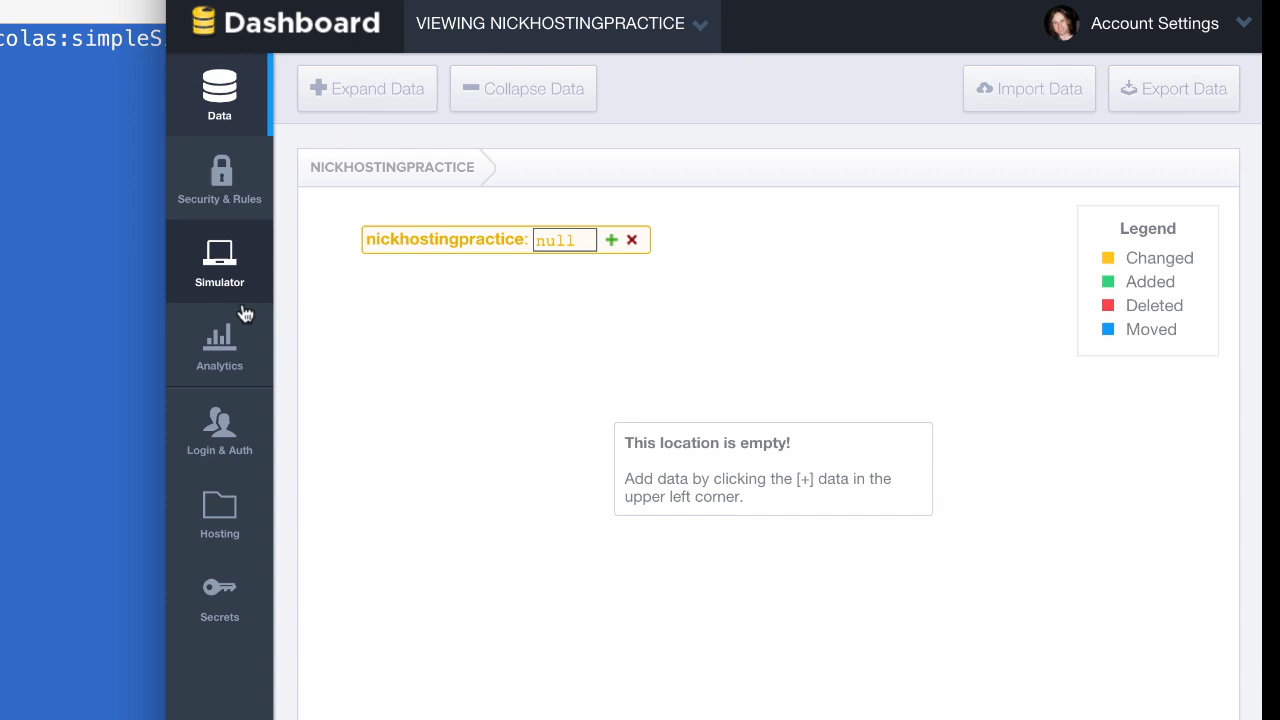 colas:simpleS
Dashboard
VIEWING NICKHOSTINGPRACTICE
Account Settings
Data
Security & Rules
Simulator
Analytics
Login & Auth
Hosting
Secrets
Expand Data
Collapse Data
Import Data
Export Data
NICKHOSTINGPRACTICE
nickhostingpractice: null
Legend
Changed
Added
Deleted
Moved
This location is empty!
Add data by clicking the [+] data in the
upper left corner.